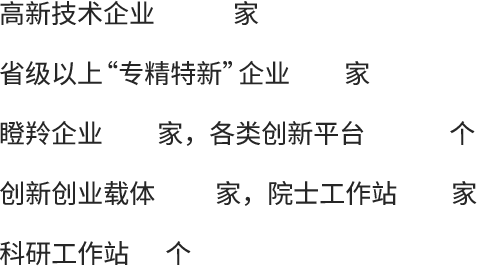 高新技术企业 家
省级以上“专精特新”企业 家
瞪羚企业 家，各类创新平台 个
创新创业载体 家，院士工作站 家
科研工作站 个